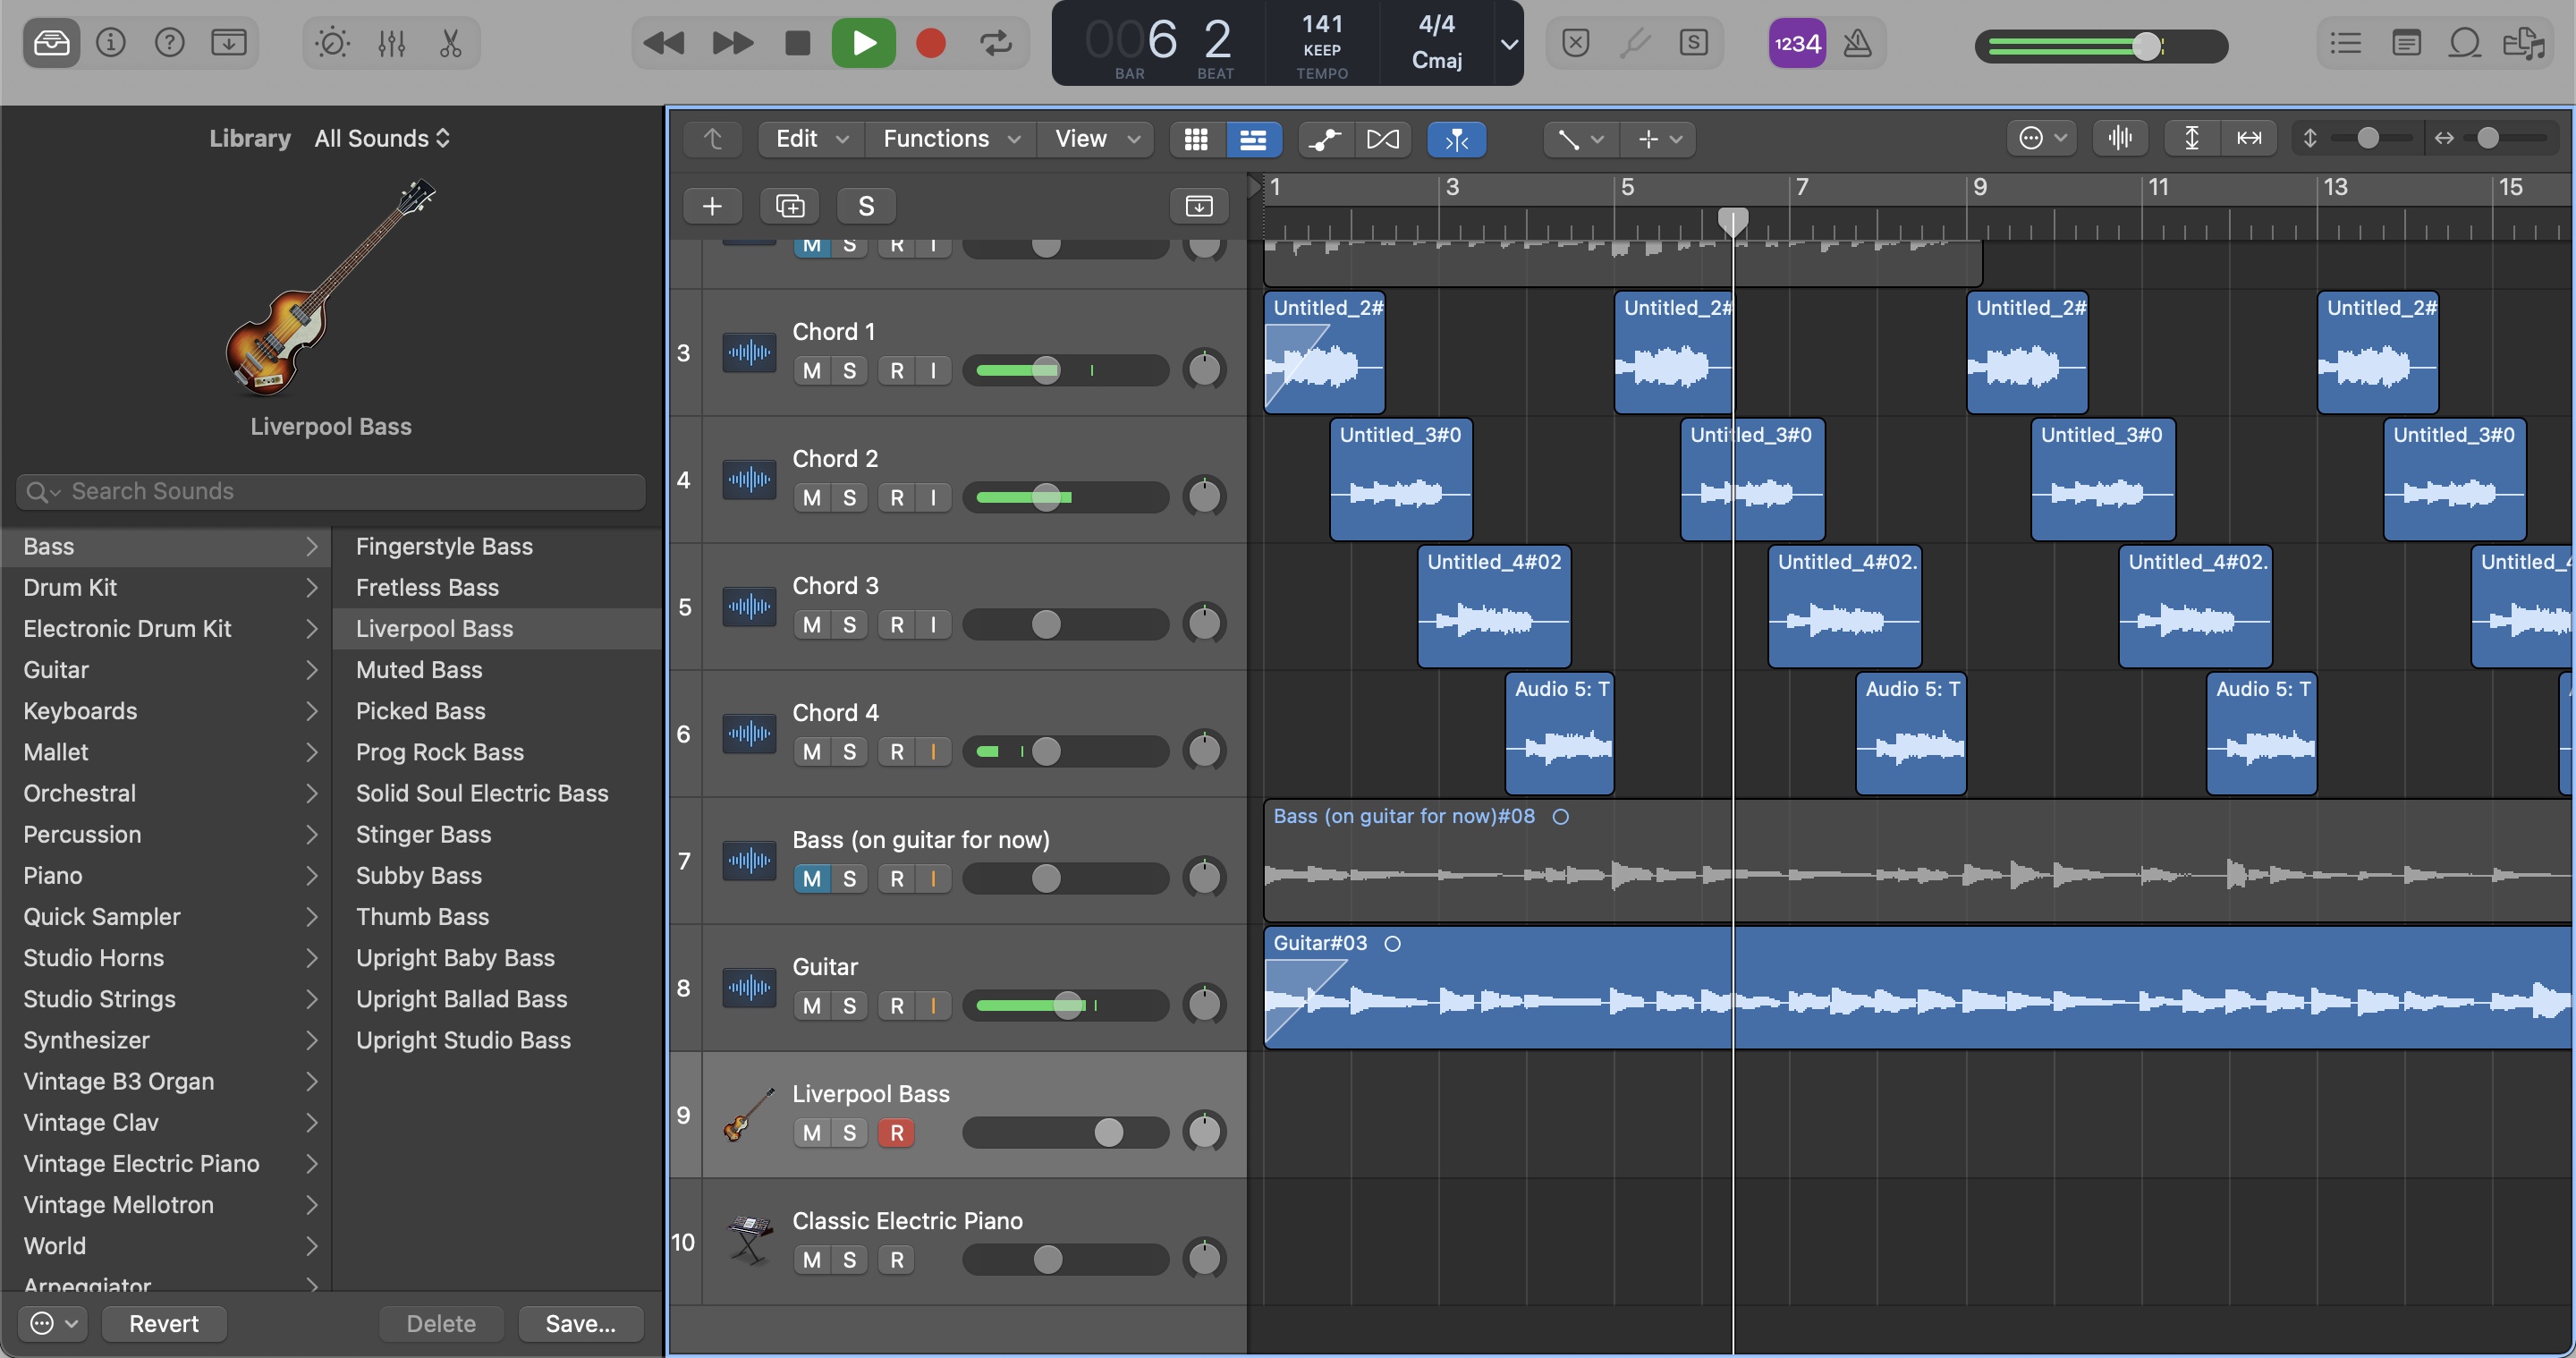 006 2
141
4/4
KEEP
Cmaj
BAR
BEAT
TEMPO
S
1234
Library All Sounds
Edit
Functions
View
S
1
3
5
7
9
11
13
15
M S R I
Liverpool Bass
Search Sounds
Bass
Drum Kit
Electronic Drum Kit
Guitar
Keyboards
Mallet
Orchestral
Percussion
Piano
Quick Sampler
Studio Horns
Studio Strings
Synthesizer
Vintage B3 Organ
Vintage Clav
Vintage Electric Piano
Vintage Mellotron
World
Arpeggiator
Fingerstyle Bass
Fretless Bass
Liverpool Bass
Muted Bass
Picked Bass
Prog Rock Bass
Solid Soul Electric Bass
Stinger Bass
Subby Bass
Thumb Bass
Upright Baby Bass
Upright Ballad Bass
Upright Studio Bass
Revert
Delete
Save...
3
Chord 1
M S R I
Untitled_2#
Untitled_2#
Untitled_2#
Untitled_2#
4
Chord 2
M S R I
Untitled_3#0
Untitled_3#0
Untitled_3#0
Untitled_3#0
5
Chord 3
M S R I
Untitled_4#02
Untitled_4#02.
Untitled_4#02.
Untitled_4
6
Chord 4
M S R I
Audio 5: T
Audio 5: T
Audio 5: T
7
Bass (on guitar for now)
M S R I
Bass (on guitar for now)#08
8
Guitar
M S R I
Guitar#03
9
Liverpool Bass
M S R
10
Classic Electric Piano
M S R